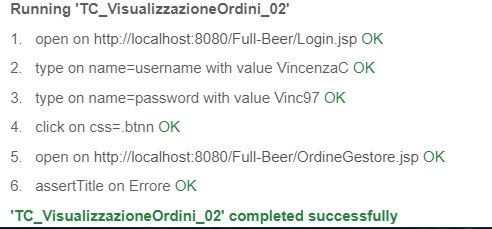 Running 'TC_VisualizzazioneOrdini_02'
1. open on http://localhost:8080/Full-Beer/Login.jsp OK
2. type on name=username with value VincenzaC OK
3. type on name=password with value Vinc97 OK
4. click on css=.btnn OK
5. open on http://localhost:8080/Full-Beer/OrdineGestore.jsp OK
6. assertTitle on Errore OK
'TC_VisualizzazioneOrdini_02' completed successfully